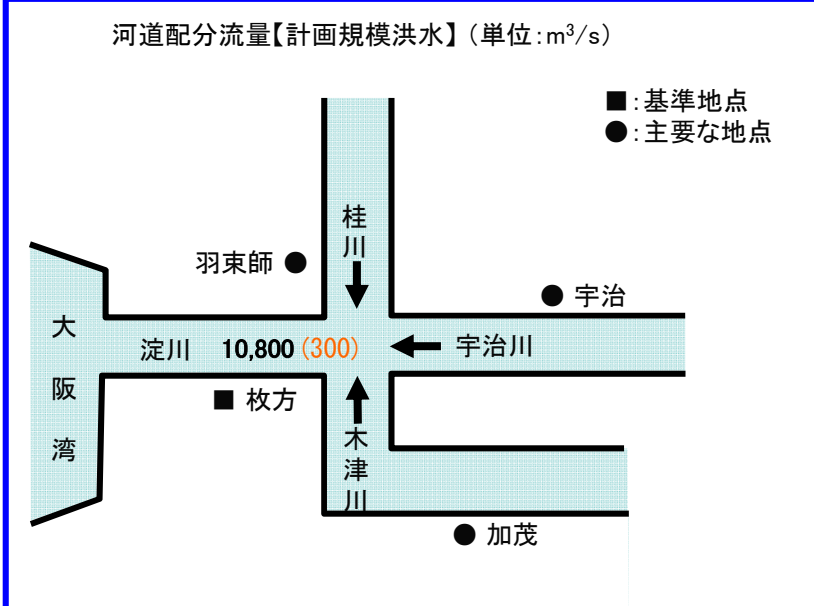 河道配分流量【計画規模洪水】（単位：m³/s）
■：基準地点
●：主要な地点
桂川
羽束師 ●
● 宇治
大阪湾
淀川 10,800 (300)
宇治川
■ 枚方
木津川
● 加茂